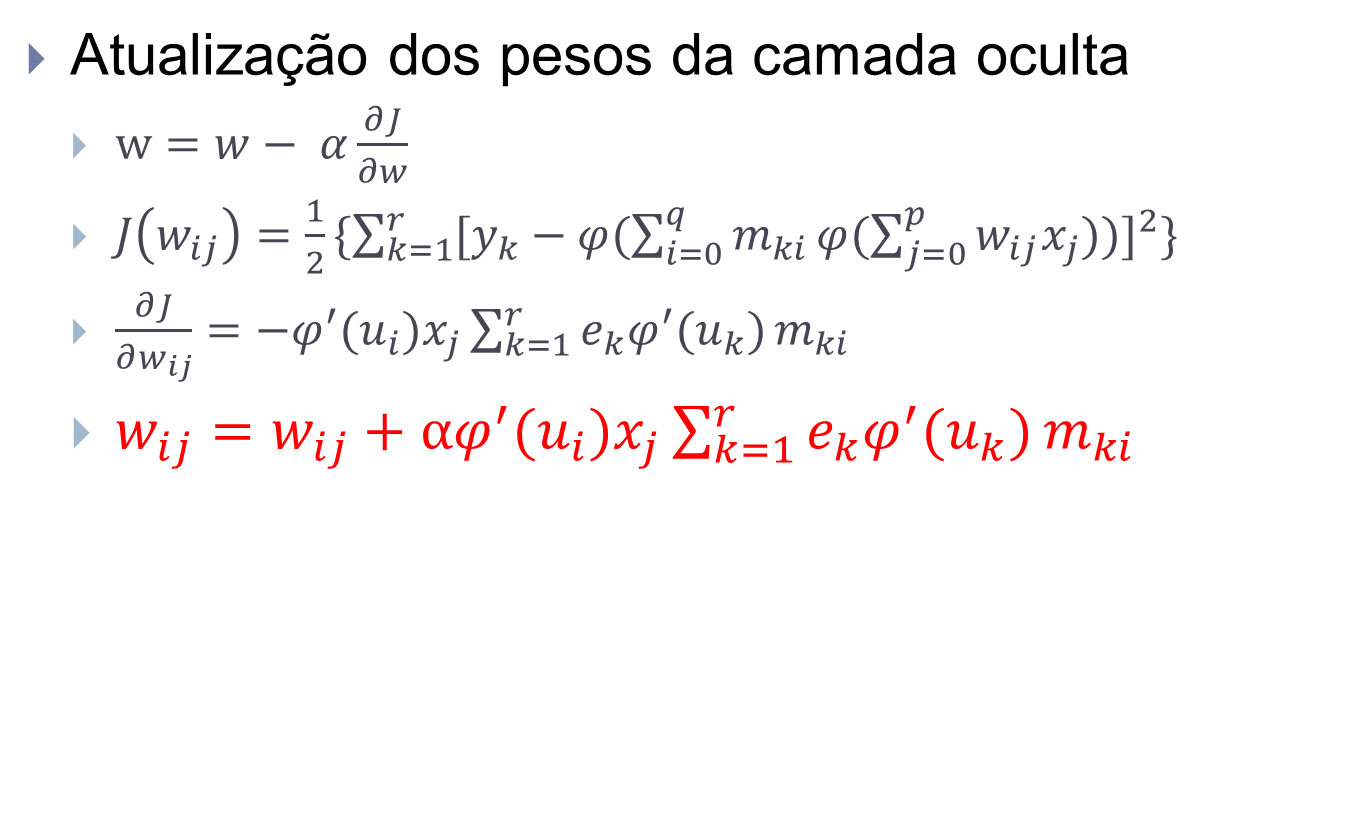 Atualização dos pesos da camada oculta
w = w − α ∂J/∂w
J(w_ij) = 1/2 {∑_{k=1}^{r} [y_k − φ(∑_{i=0}^{q} m_ki φ(∑_{j=0}^{p} w_ij x_j))]^2}
∂J/∂w_ij = −φ′(u_i)x_j ∑_{k=1}^{r} e_k φ′(u_k) m_ki
w_ij = w_ij + αφ′(u_i)x_j ∑_{k=1}^{r} e_k φ′(u_k) m_ki